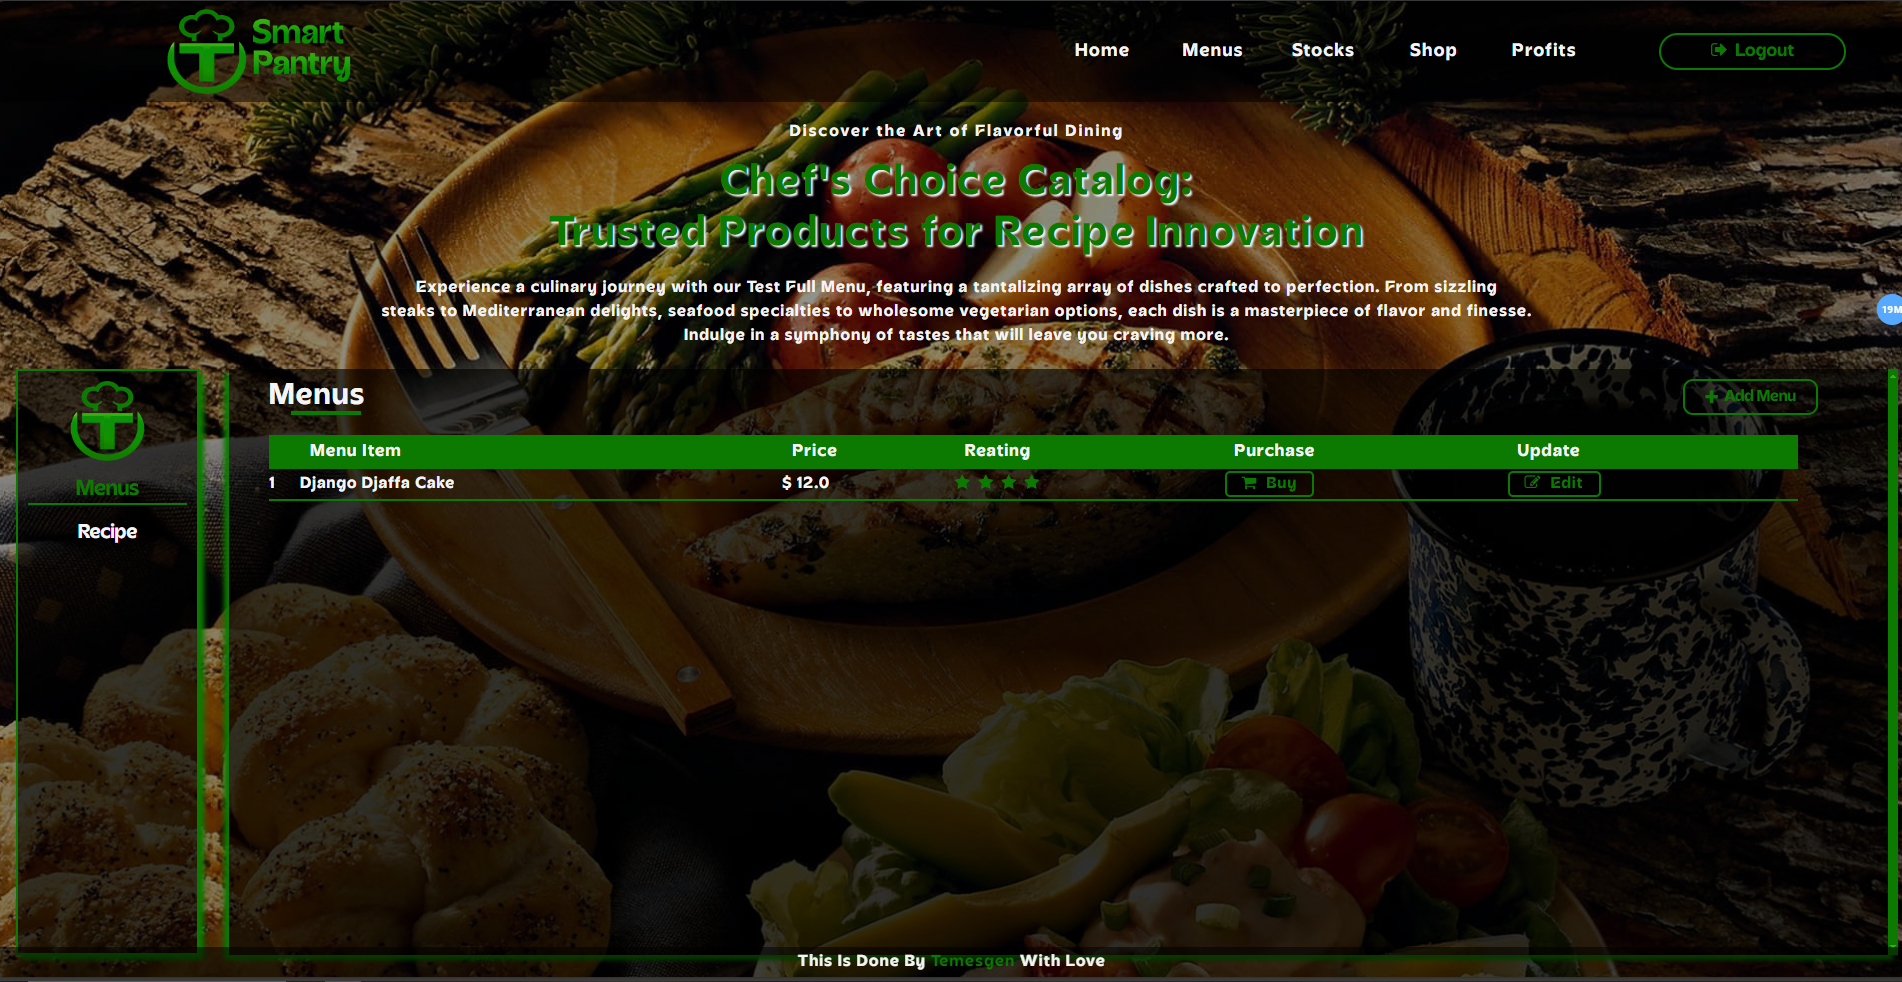 Smart
Pantry
Home Menus Stocks Shop Profits Logout
Discover the Art of Flavorful Dining
Chef's Choice Catalog:
Trusted Products for Recipe Innovation
Experience a culinary journey with our Test Full Menu, featuring a tantalizing array of dishes crafted to perfection. From sizzling
steaks to Mediterranean delights, seafood specialties to wholesome vegetarian options, each dish is a masterpiece of flavor and finesse.
Indulge in a symphony of tastes that will leave you craving more.
19M
Menus
Recipe
Menus
Add Menu
Menu Item Price Reating Purchase Update
1 Django Djaffa Cake $ 12.0 Buy Edit
This Is Done By Temesgen With Love